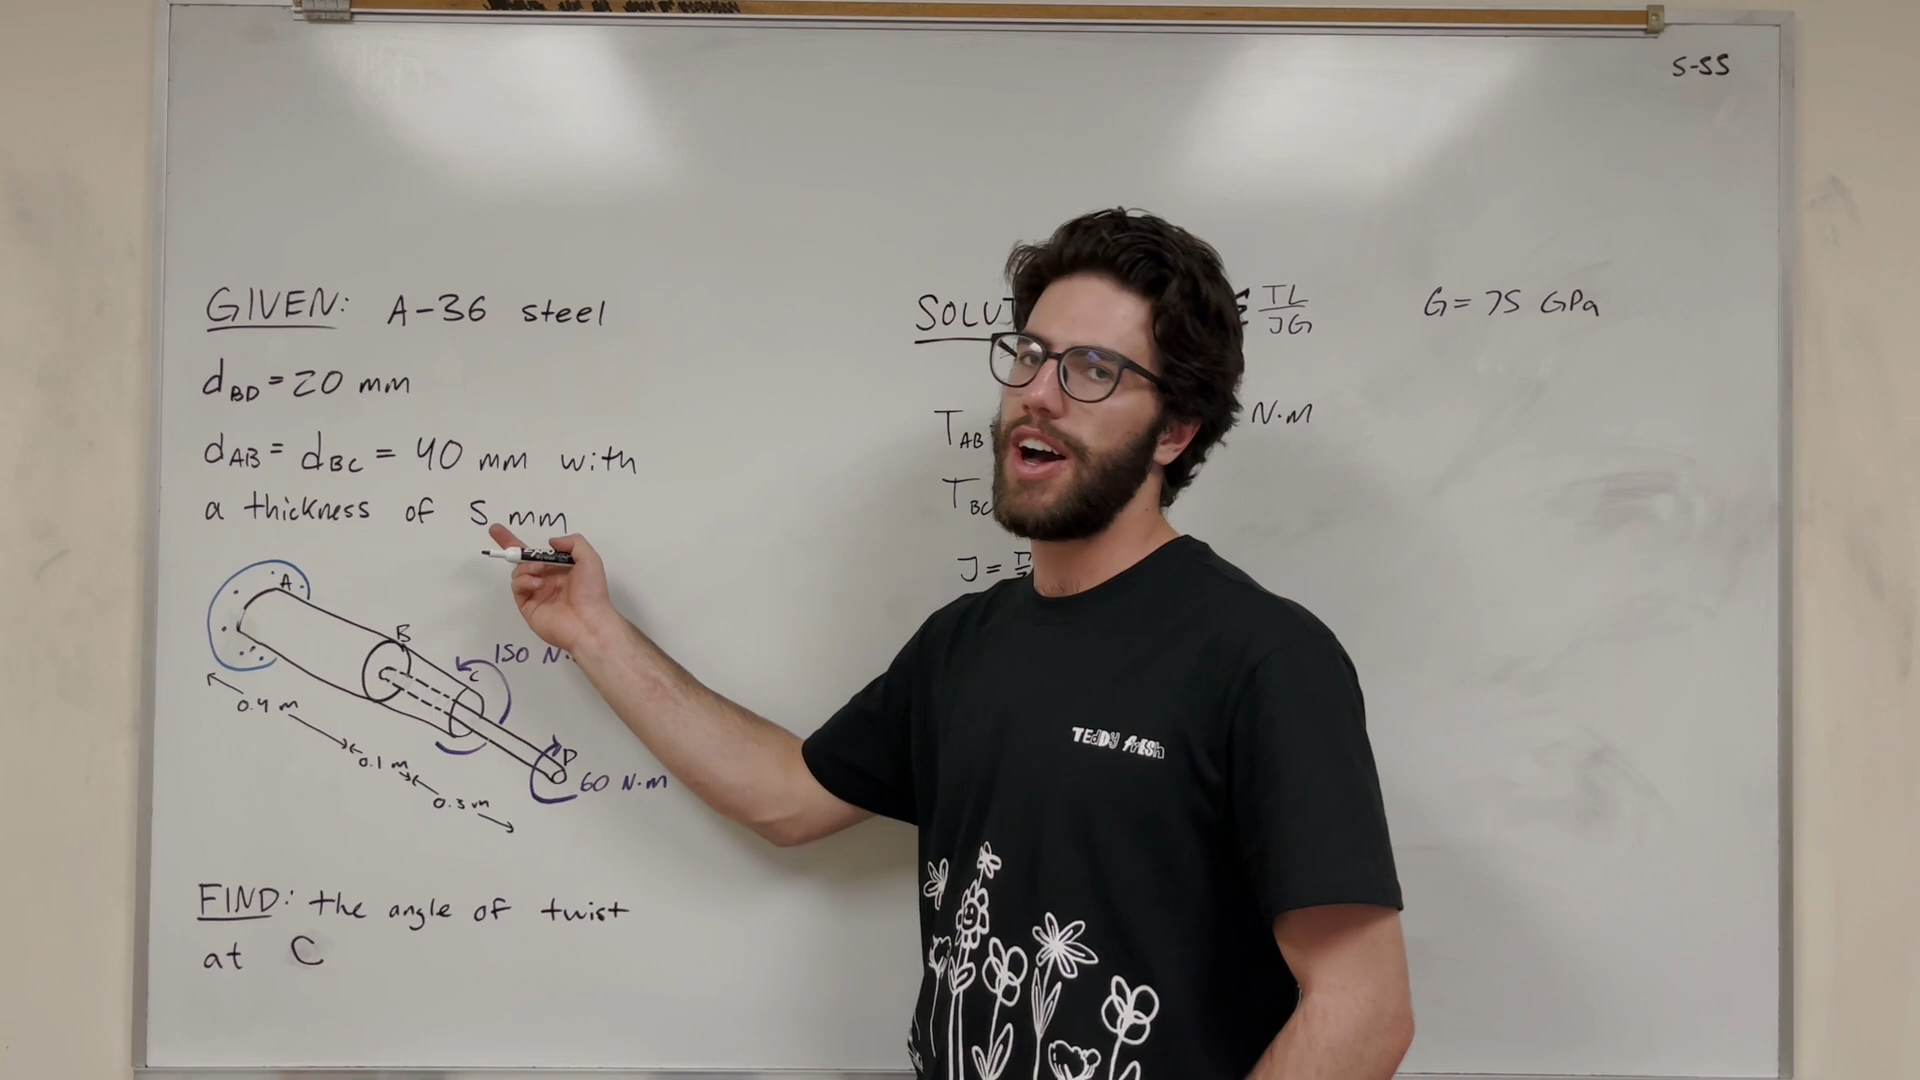 5-55
GIVEN: A-36 steel
d_BD = 20 mm
d_AB = d_BC = 40 mm with
a thickness of 5 mm
A
B
150 N·
C
0.4 m
0.1 m
D
60 N·m
0.3 m
FIND: the angle of twist
at C
SOLU
TL
JG
G = 75 GPa
T_AB
N·m
T_BC
J =
TEDDY FRESH